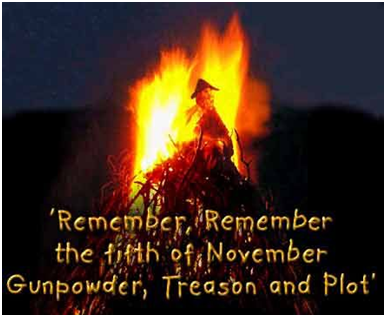 'Remember, Remember
the fifth of November
Gunpowder, Treason and Plot'